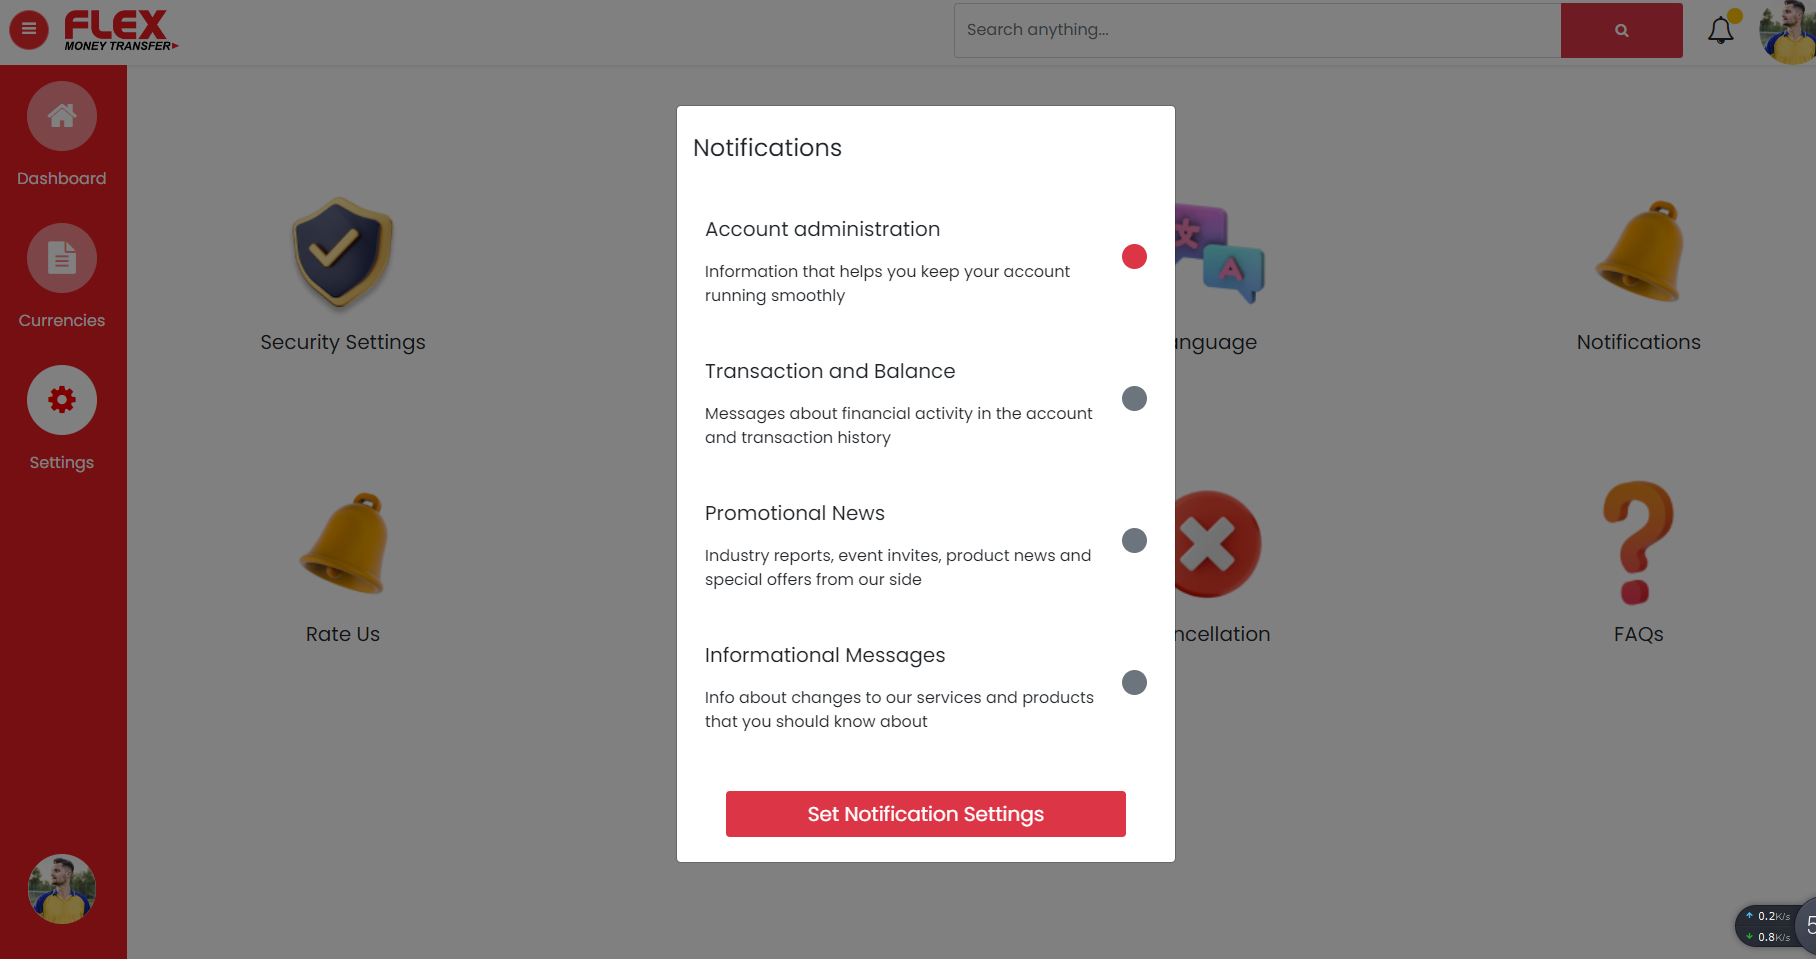 FLEX
MONEY TRANSFER
Search anything...
Dashboard
Currencies
Settings
Security Settings
anguage
Notifications
Rate Us
ncellation
FAQs
Notifications
Account administration
Information that helps you keep your account
running smoothly
Transaction and Balance
Messages about financial activity in the account
and transaction history
Promotional News
Industry reports, event invites, product news and
special offers from our side
Informational Messages
Info about changes to our services and products
that you should know about
Set Notification Settings
0.2K/s
0.8K/s
5